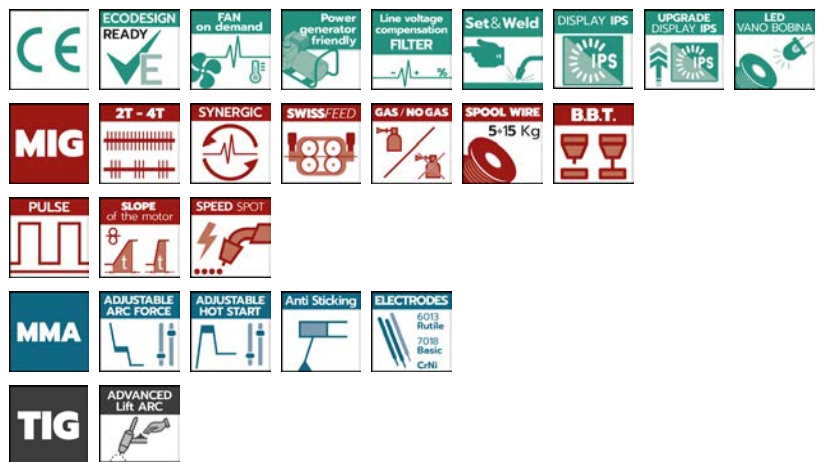 CE
ECODESIGN
READY
E
FAN
on demand
Power
generator
friendly
Line voltage
compensation
FILTER
%
Set&Weld
DISPLAY IPS
IPS
UPGRADE
DISPLAY IPS
IPS
LED
VANO BOBINA
MIG
2T - 4T
SYNERGIC
SWISSFEED
GAS / NO GAS
SPOOL WIRE
5÷15 Kg
B.B.T.
PULSE
SLOPE
of the motor
t t
SPEED SPOT
MMA
ADJUSTABLE
ARC FORCE
ADJUSTABLE
HOT START
Anti Sticking
ELECTRODES
6013
Rutile
7018
Basic
CrNi
TIG
ADVANCED
Lift ARC